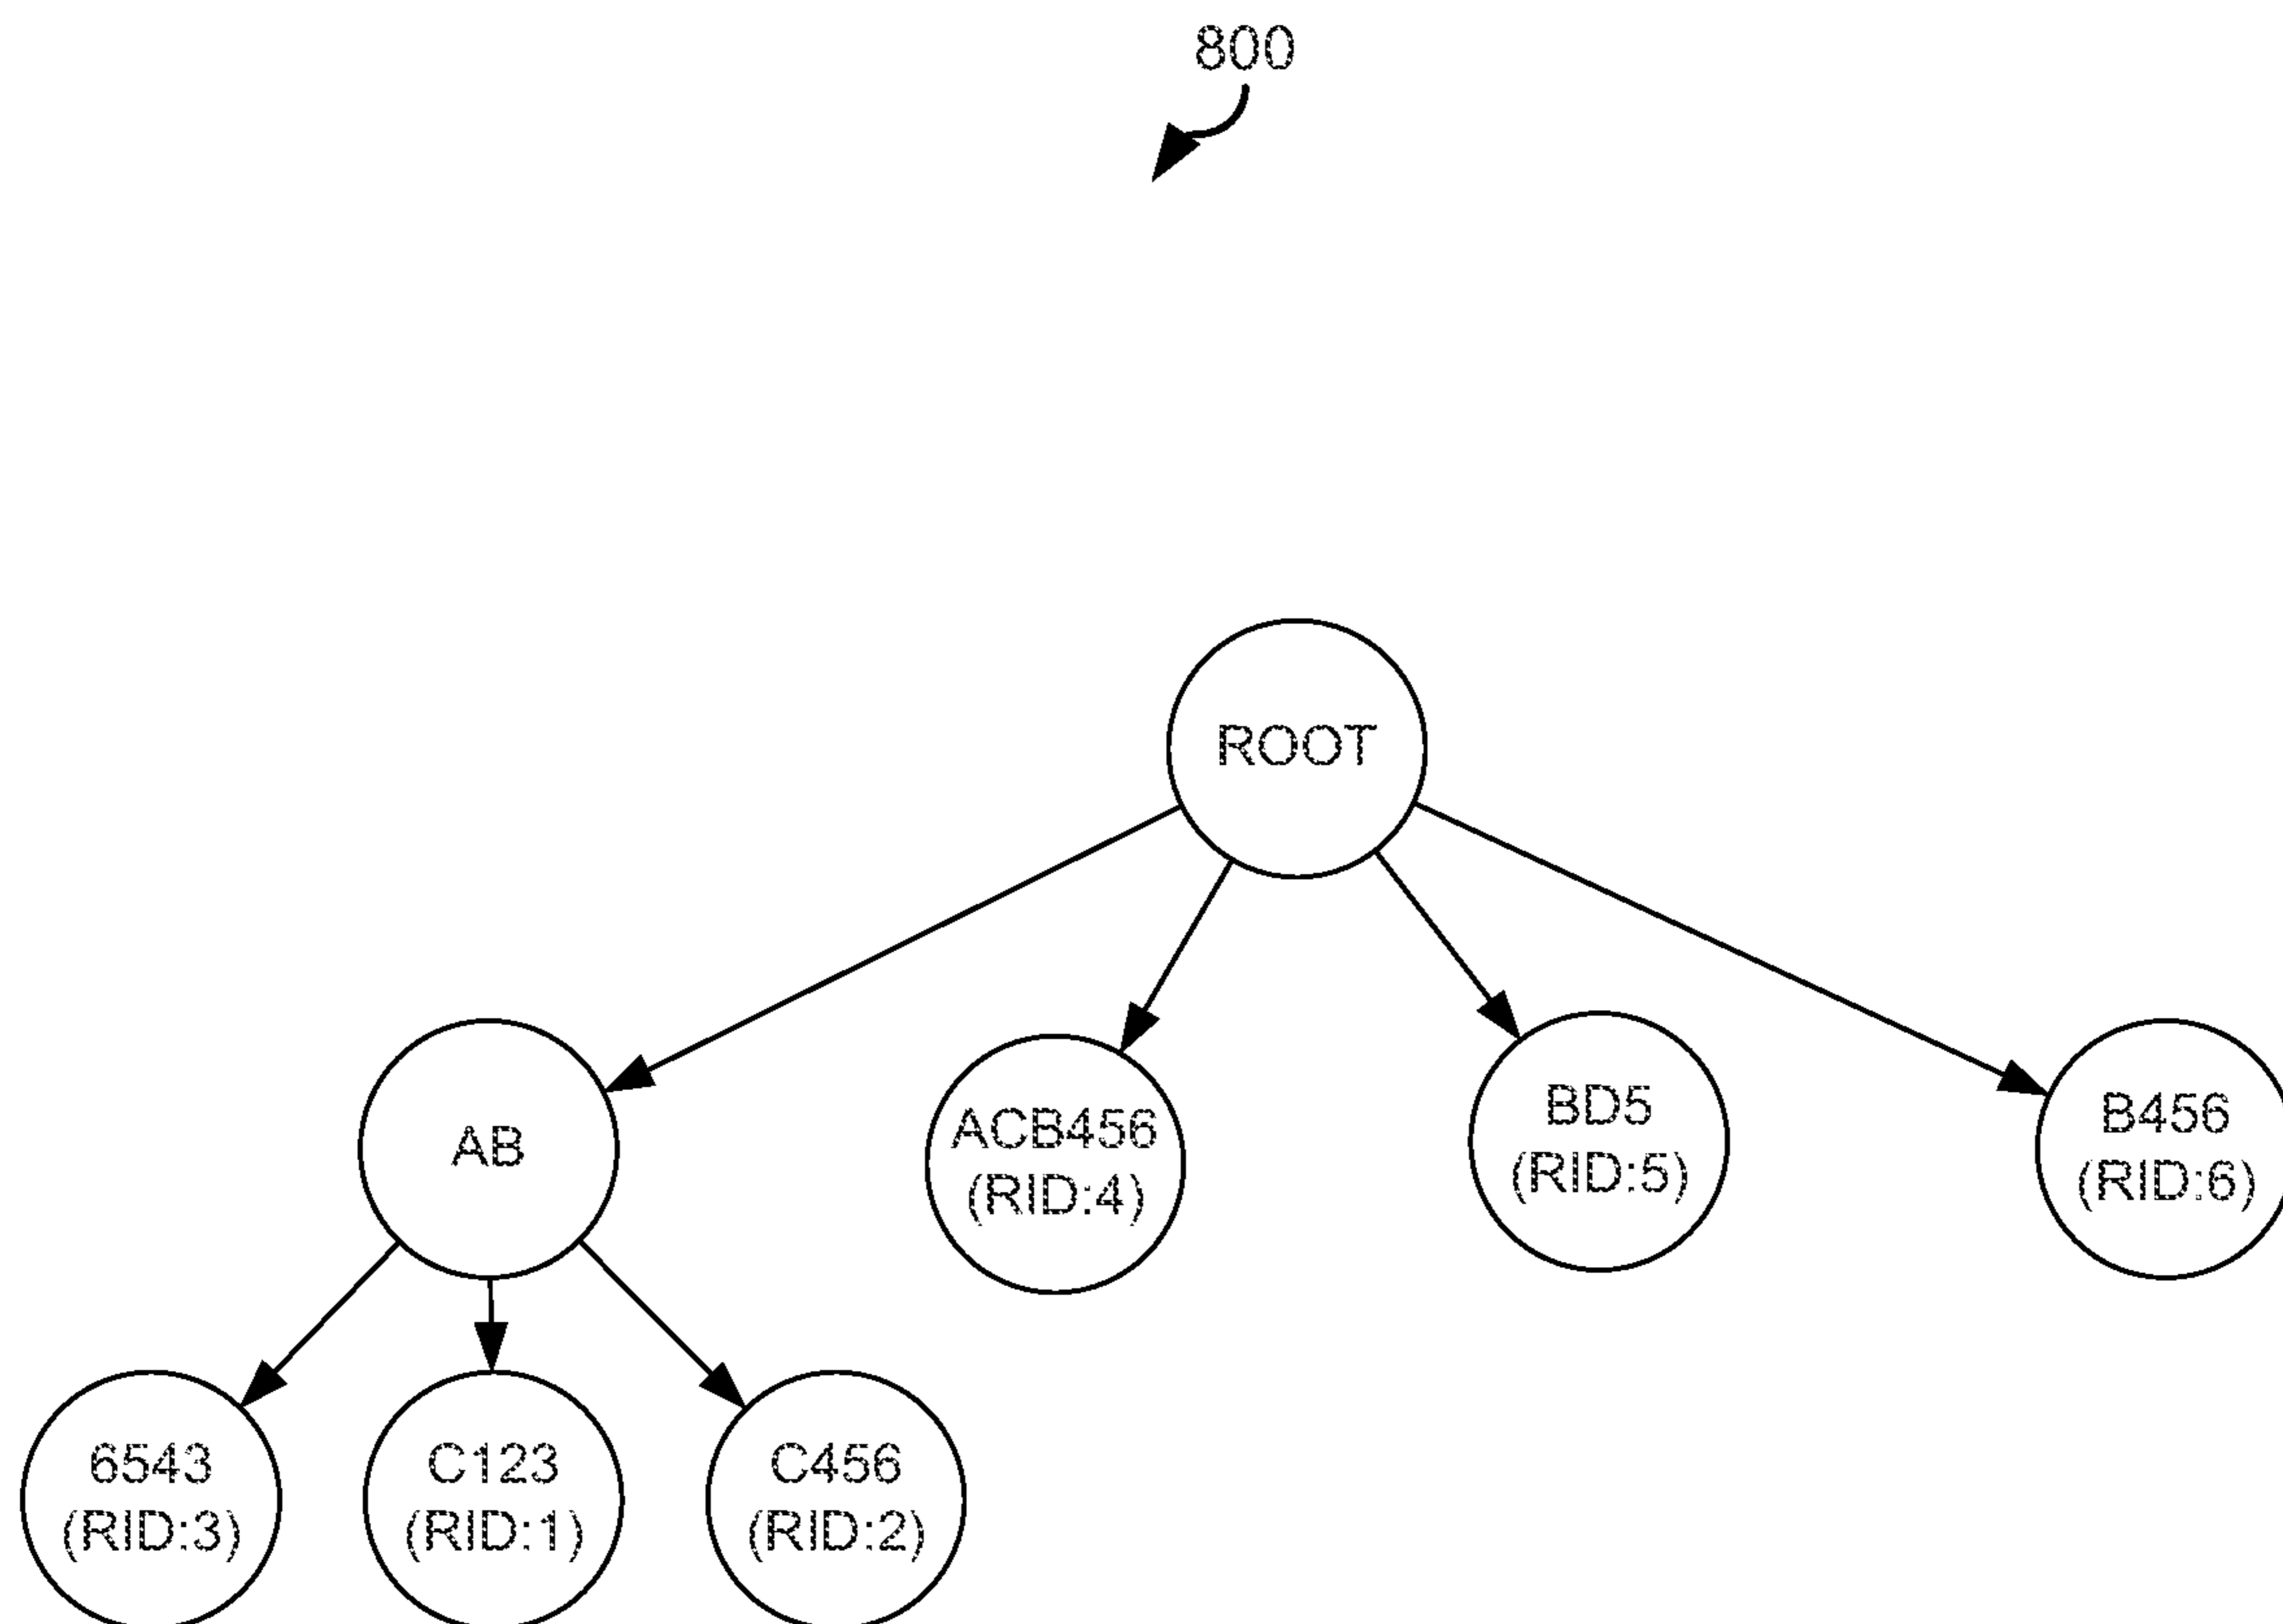 800
ROOT
AB
ACB456
(RID:4)
BD5
(RID:5)
B456
(RID:6)
6543
(RID:3)
C123
(RID:1)
C456
(RID:2)